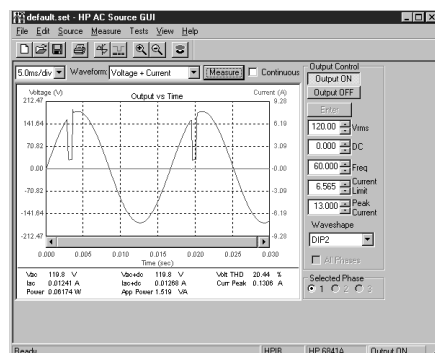 default.set - HP AC Source GUI
File Edit Source Measure Tests View Help
5.0ms/div Waveform: Voltage + Current Measure Continuous
Output Control
Output ON
Output OFF
Enter
120.00 Vrms
0.000 DC
60.000 Freq
6.565 Current Limit
13.000 Peak Current
Waveshape
DIP2
All Phases
Selected Phase
1 2 3
Voltage (V) Output vs Time Current (A)
212.47 9.28
141.64 6.19
70.82 3.09
0.00 -0.00
-70.82 3.09
-141.64 -6.19
-212.47 -9.28
0.000 0.005 0.010 0.015 0.020 0.025 0.030
Time (sec)
Vac 119.8 V Vac+dc 119.8 V Volt THD 20.44 %
Iac 0.01241 A Iac+dc 0.01268 A Curr Peak 0.1306 A
Power 0.06174 W App Power 1.519 VA
Ready HPIB HP 6841A Output ON